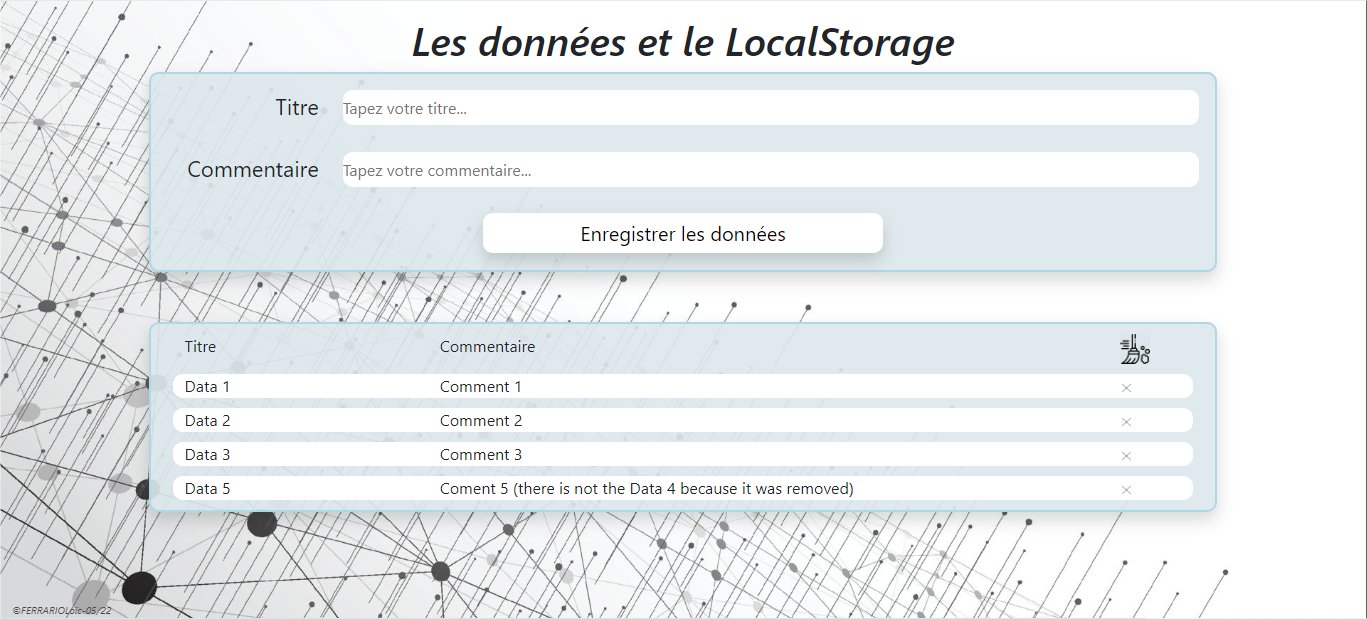 Les données et le LocalStorage
Titre Tapez votre titre...
Commentaire Tapez votre commentaire...
Enregistrer les données
Titre Commentaire
Data 1 Comment 1 ×
Data 2 Comment 2 ×
Data 3 Comment 3 ×
Data 5 Coment 5 (there is not the Data 4 because it was removed) ×
©FERRARIOLoïc-05/22